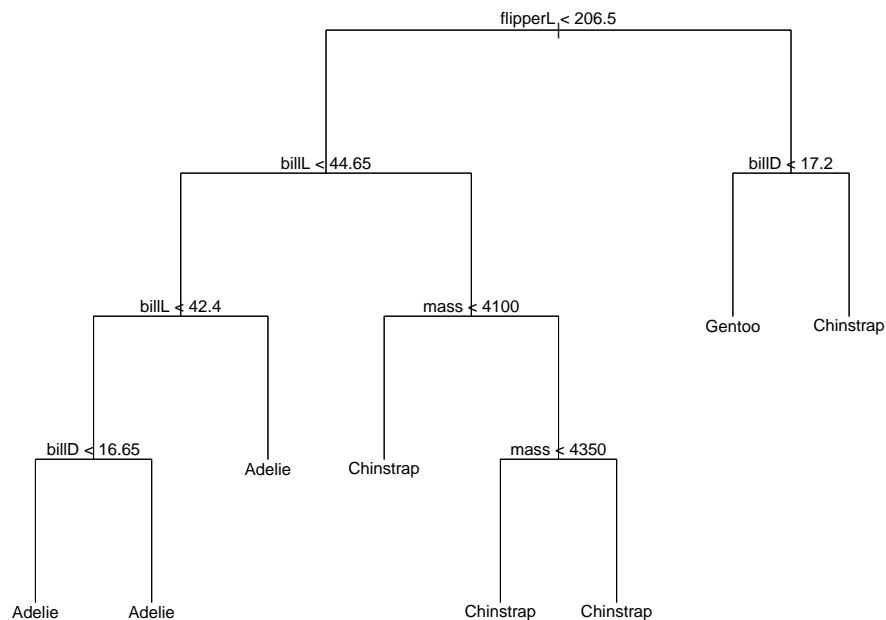 flipperL < 206.5
billL < 44.65
billD < 17.2
billL < 42.4
mass < 4100
Gentoo
Chinstrap
billD < 16.65
Adelie
Chinstrap
mass < 4350
Adelie
Adelie
Chinstrap
Chinstrap